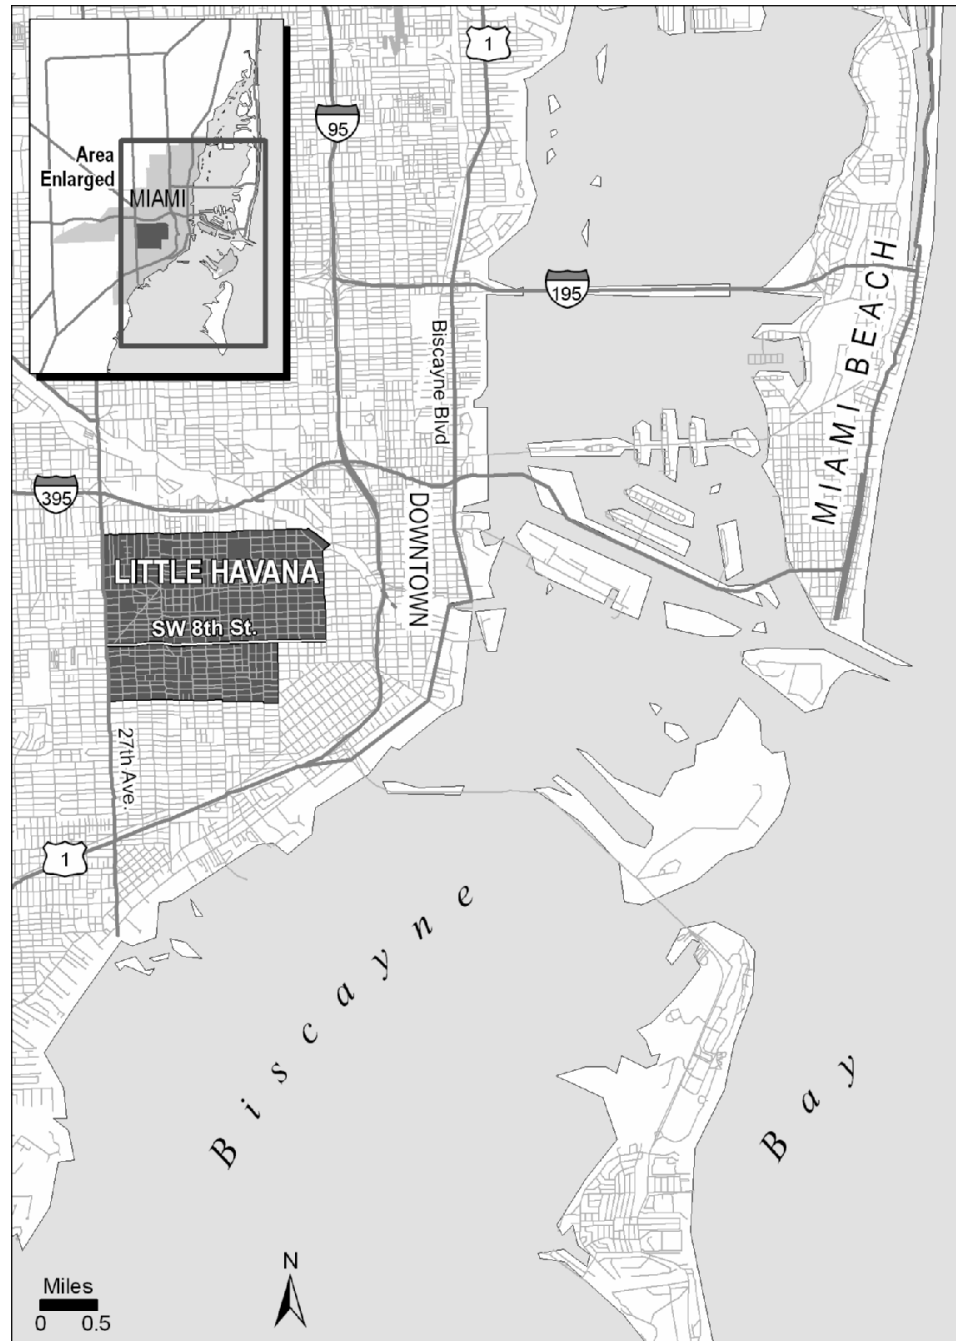 1
95
Area
Enlarged
MIAMI
195
Biscayne Blvd
MIAMI BEACH
395
DOWNTOWN
LITTLE HAVANA
SW 8th St.
27th Ave.
1
Biscayne
Bay
N
Miles
0 0.5